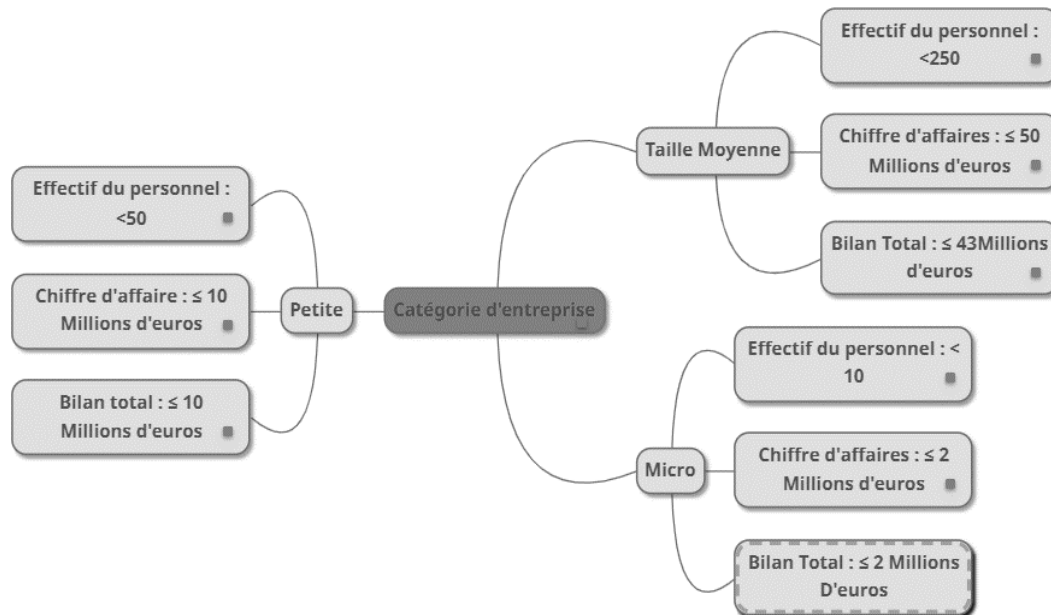 Effectif du personnel :
<250
Taille Moyenne
Chiffre d'affaires : ≤ 50
Millions d'euros
Bilan Total : ≤ 43Millions
d'euros
Effectif du personnel :
<50
Chiffre d'affaire : ≤ 10
Millions d'euros
Petite
Catégorie d'entreprise
Bilan total : ≤ 10
Millions d'euros
Effectif du personnel : <
10
Micro
Chiffre d'affaires : ≤ 2
Millions d'euros
Bilan Total : ≤ 2 Millions
D'euros